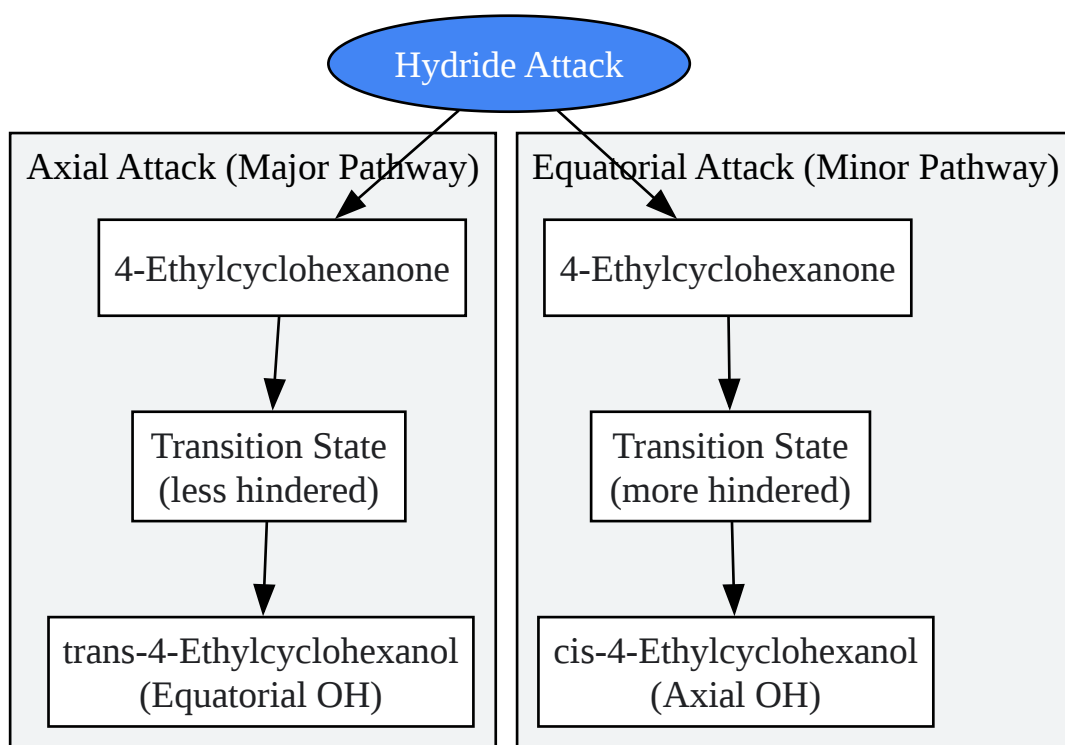 Hydride Attack
Axial Attack (Major Pathway)
4-Ethylcyclohexanone
Transition State
(less hindered)
trans-4-Ethylcyclohexanol
(Equatorial OH)
Equatorial Attack (Minor Pathway)
4-Ethylcyclohexanone
Transition State
(more hindered)
cis-4-Ethylcyclohexanol
(Axial OH)